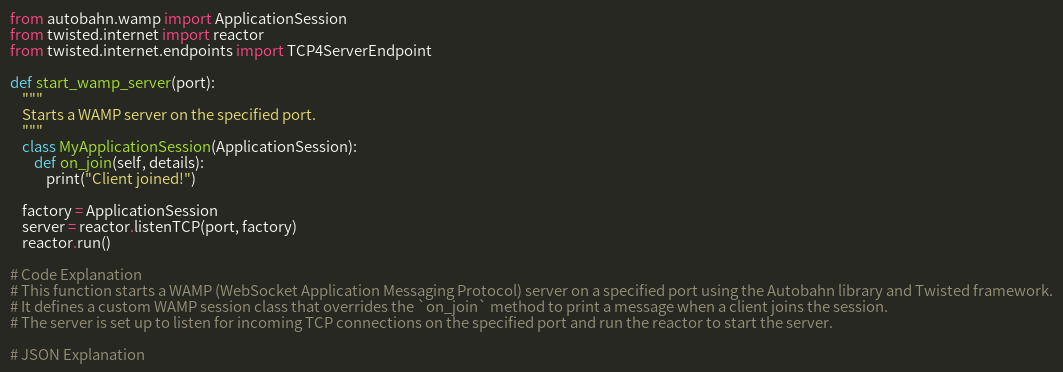 from autobahn.wamp import ApplicationSession
from twisted.internet import reactor
from twisted.internet.endpoints import TCP4ServerEndpoint

def start_wamp_server(port):
    """
    Starts a WAMP server on the specified port.
    """
    class MyApplicationSession(ApplicationSession):
        def on_join(self, details):
            print("Client joined!")

    factory = ApplicationSession
    server = reactor.listenTCP(port, factory)
    reactor.run()

# Code Explanation
# This function starts a WAMP (WebSocket Application Messaging Protocol) server on a specified port using the Autobahn library and Twisted framework.
# It defines a custom WAMP session class that overrides the `on_join` method to print a message when a client joins the session.
# The server is set up to listen for incoming TCP connections on the specified port and run the reactor to start the server.

# JSON Explanation